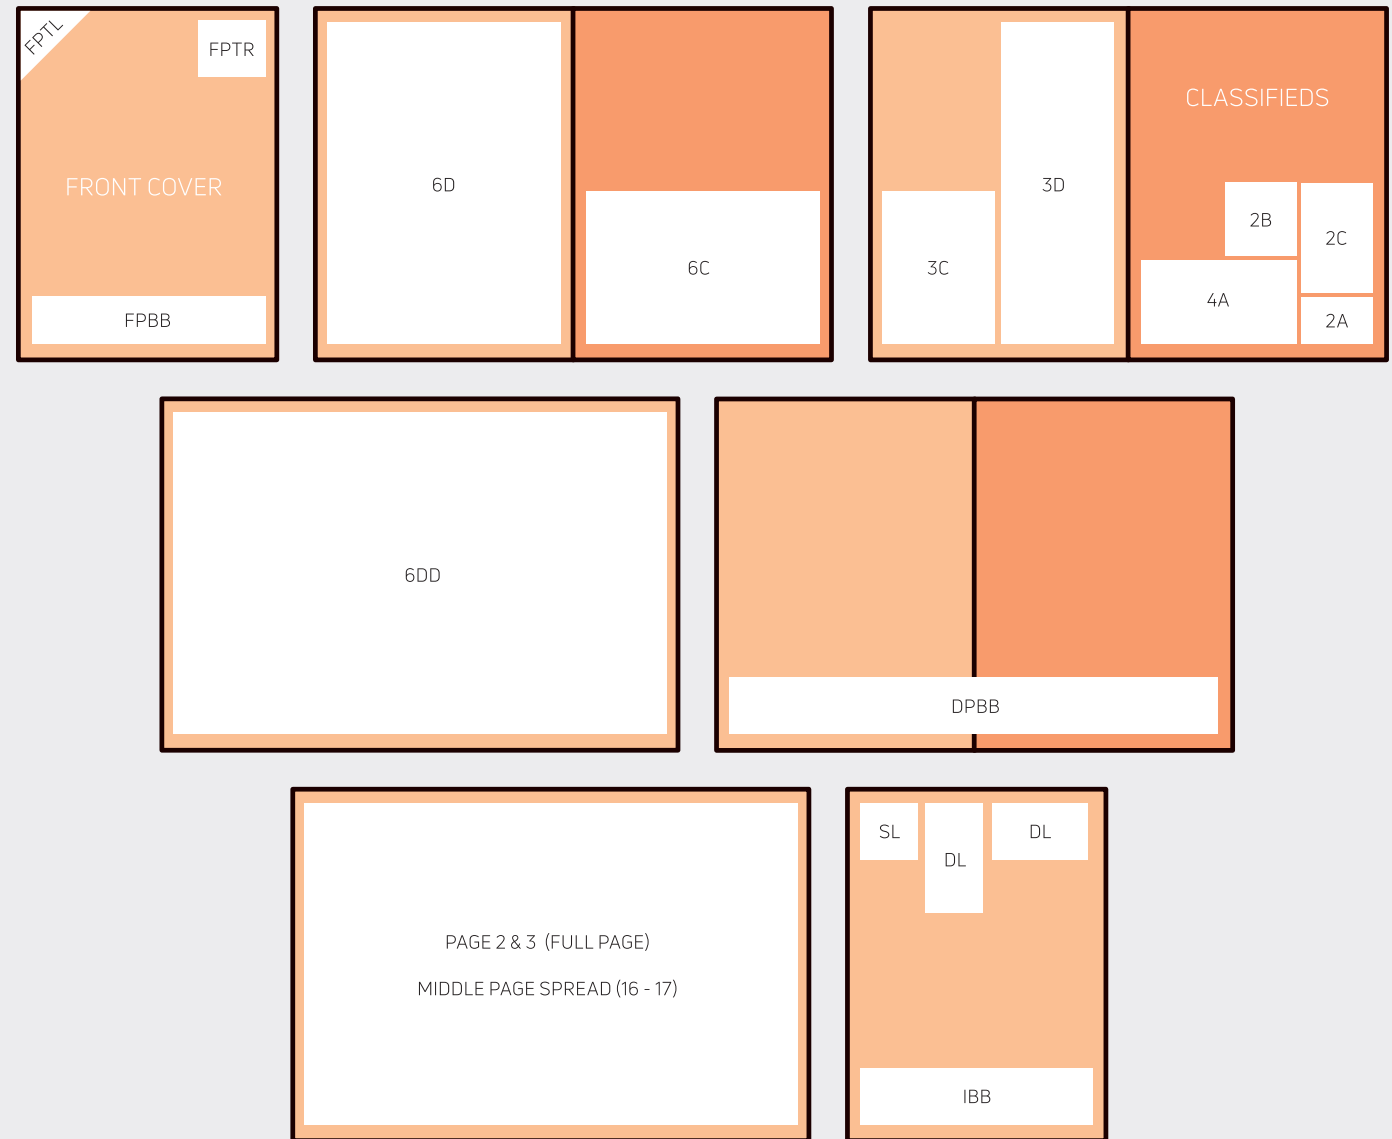 FPTL
FPTR
FRONT COVER
FPBB
6D
6C
3C
3D
CLASSIFIEDS
2B
2C
4A
2A
6DD
DPBB
PAGE 2 & 3 (FULL PAGE)
MIDDLE PAGE SPREAD (16 - 17)
SL
DL
DL
IBB